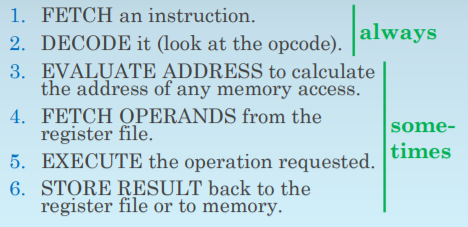 1. FETCH an instruction.
2. DECODE it (look at the opcode).
always
3. EVALUATE ADDRESS to calculate
the address of any memory access.
4. FETCH OPERANDS from the
register file.
5. EXECUTE the operation requested.
6. STORE RESULT back to the
register file or to memory.
some-
times